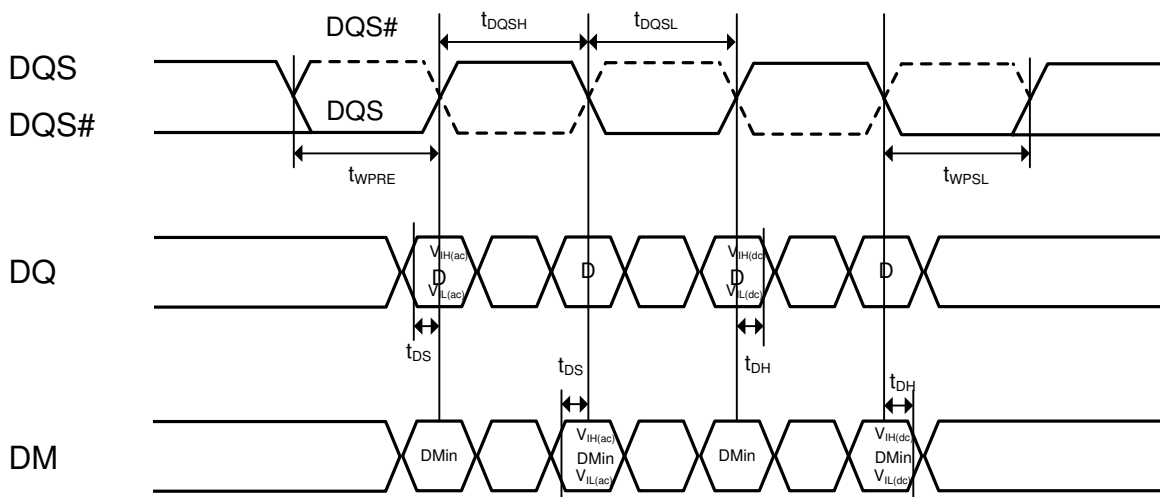 DQS#
tDQSH
tDQSL
DQS
DQS
DQS#
tWPRE
tWPSL
DQ
VIH(ac)
D
VIL(ac)
D
VIH(dc)
D
VIL(dc)
D
tDS
tDS
tDH
tDH
DM
DMin
VIH(ac)
DMin
VIL(ac)
DMin
VIH(dc)
DMin
VIL(dc)